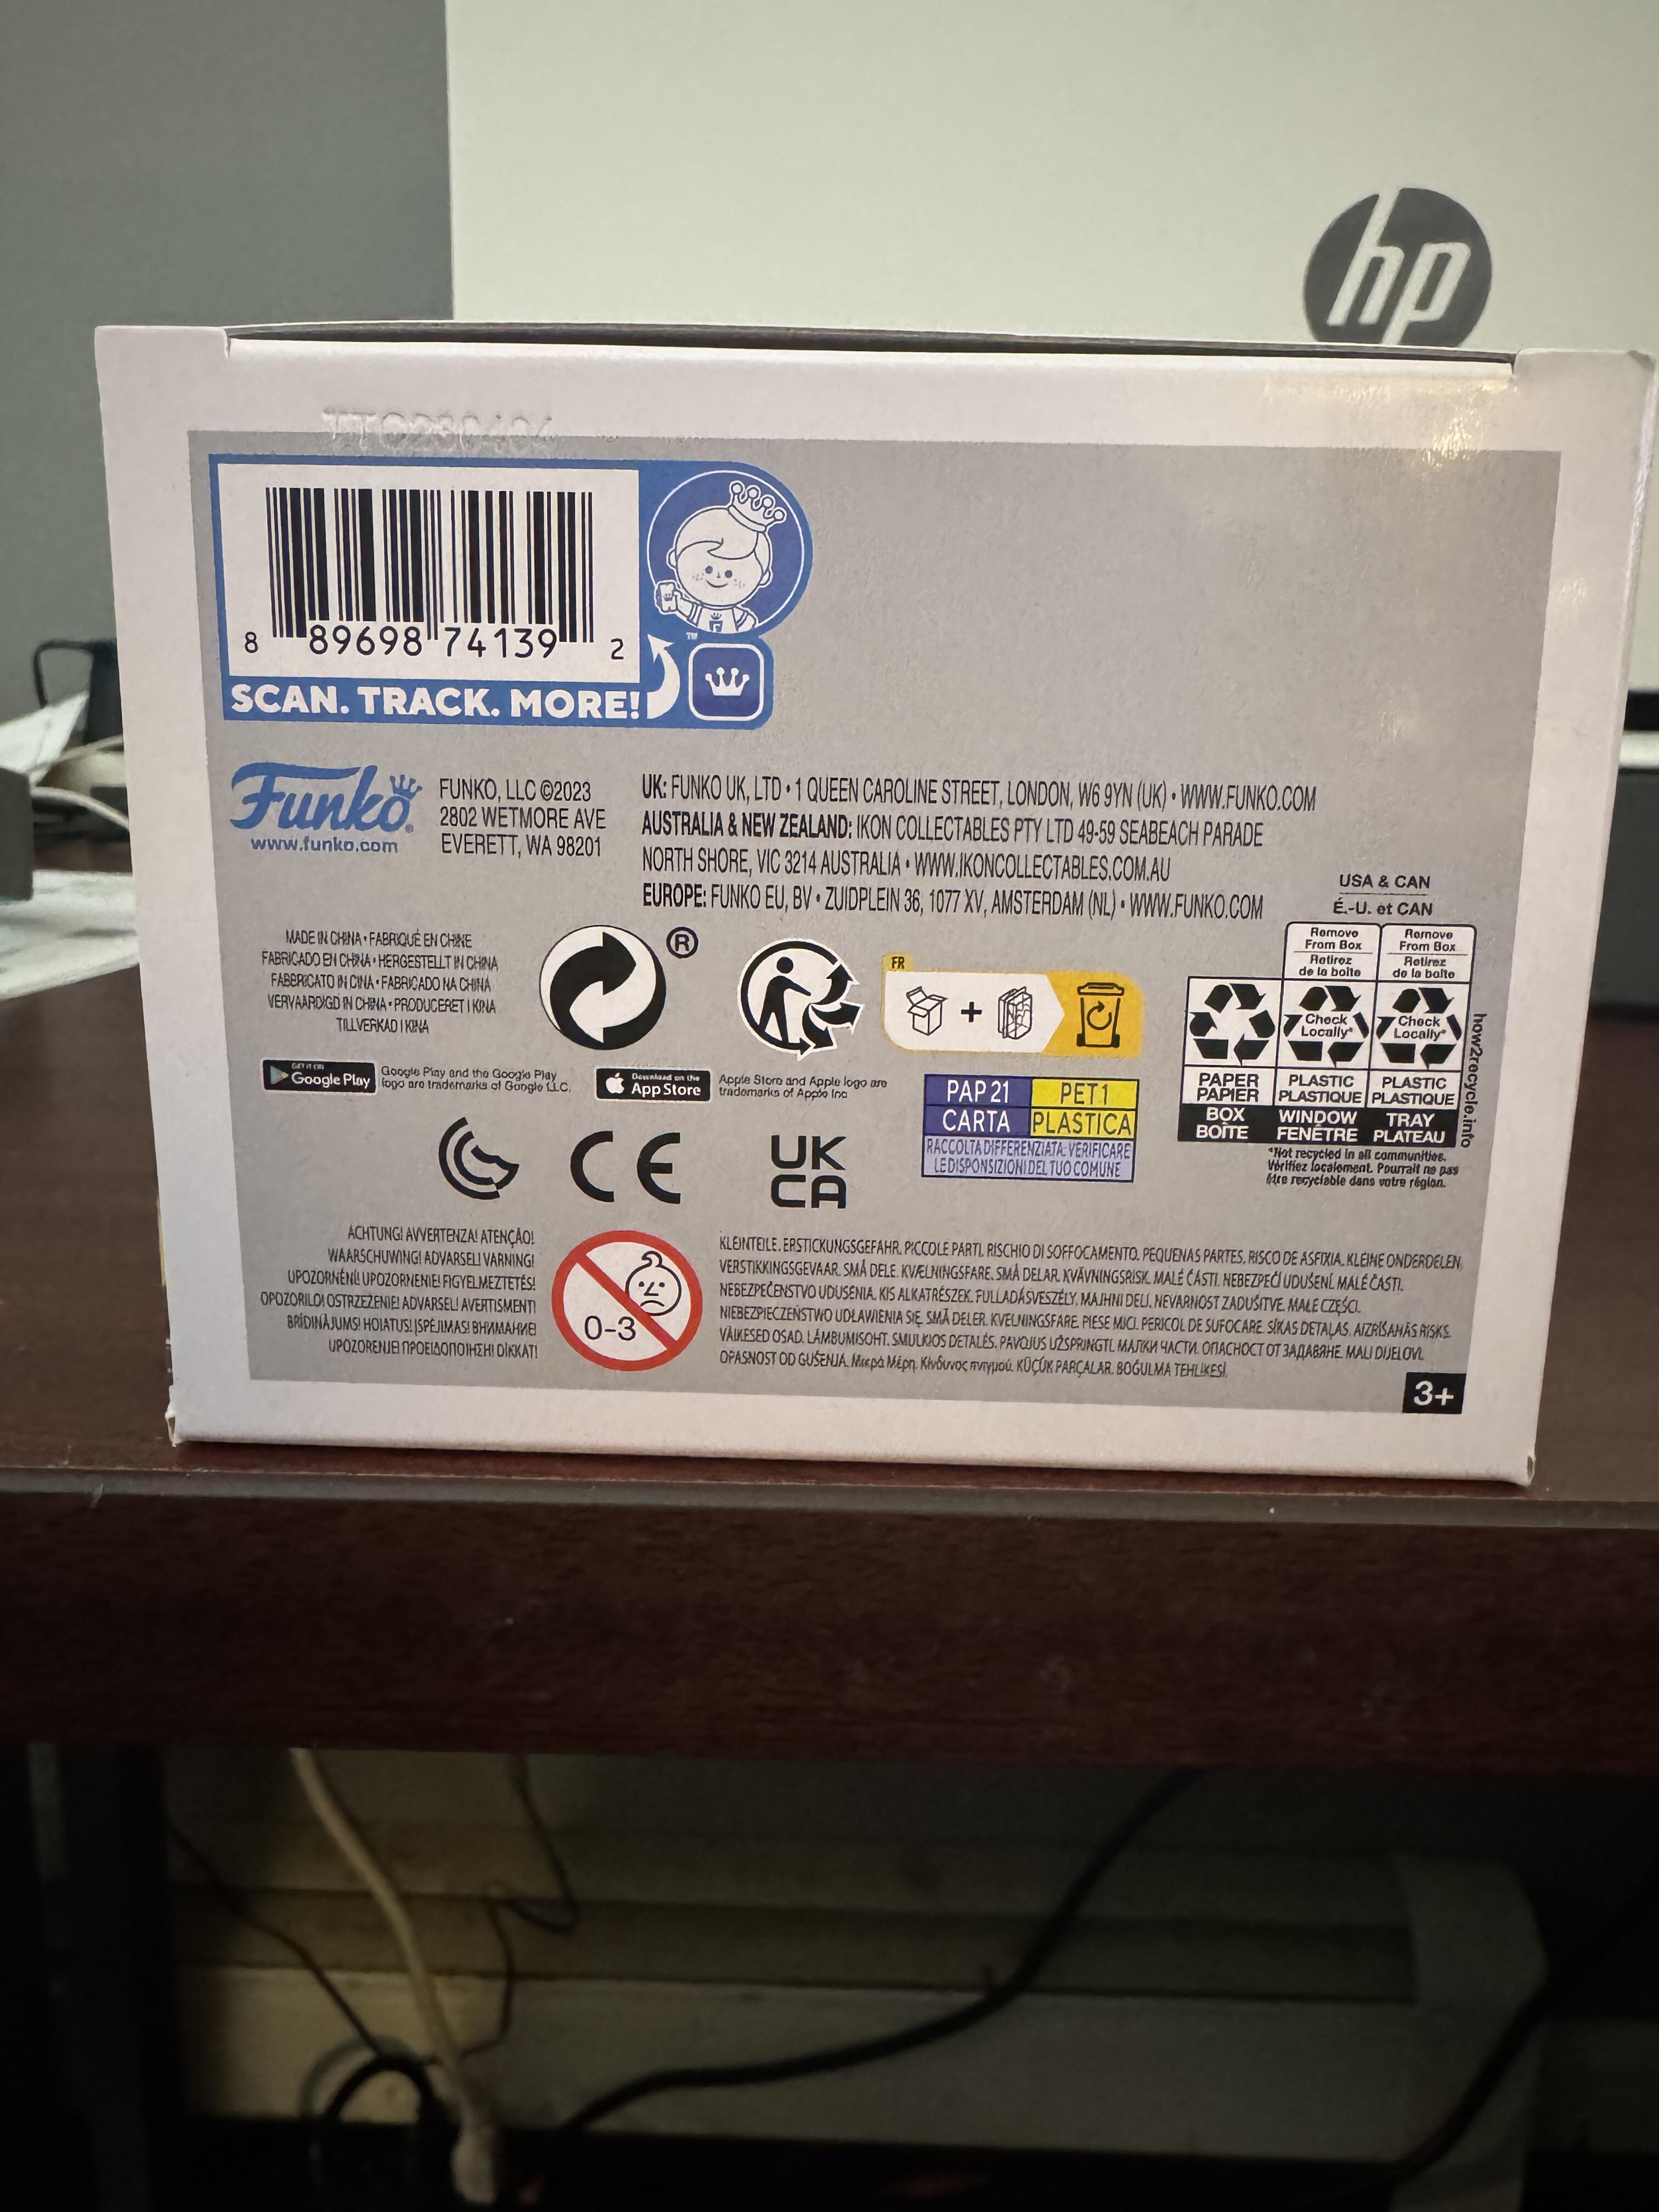 hp
8 89698 74139 2
SCAN. TRACK. MORE!
TM
Funko®
www.funko.com
FUNKO, LLC ©2023
2802 WETMORE AVE
EVERETT, WA 98201
UK: FUNKO UK, LTD • 1 QUEEN CAROLINE STREET, LONDON, W6 9YN (UK) • WWW.FUNKO.COM
AUSTRALIA & NEW ZEALAND: IKON COLLECTABLES PTY LTD 49-59 SEABEACH PARADE
NORTH SHORE, VIC 3214 AUSTRALIA • WWW.IKONCOLLECTABLES.COM.AU
EUROPE: FUNKO EU, BV • ZUIDPLEIN 36, 1077 XV, AMSTERDAM (NL) • WWW.FUNKO.COM
MADE IN CHINA • FABRIQUÉ EN CHINE
FABRICADO EN CHINA • HERGESTELLT IN CHINA
FABBRICATO IN CINA • FABRICADO NA CHINA
VERVAARDIGD IN CHINA • PRODUCERET I KINA
TILLVERKAD I KINA
®
FR
+
USA & CAN
É.-U. et CAN
Remove
From Box
Retirez
de la boîte
Remove
From Box
Retirez
de la boîte
Check
Locally*
Check
Locally*
PAPER
PAPIER
PLASTIC
PLASTIQUE
PLASTIC
PLASTIQUE
BOX
BOÎTE
WINDOW
FENÊTRE
TRAY
PLATEAU
how2recycle.info
*Not recycled in all communities.
Vérifiez localement. Pourrait ne pas
être recyclable dans votre région.
GET IT ON
Google Play
Google Play and the Google Play
logo are trademarks of Google LLC.
Download on the
App Store
Apple Store and Apple logo are
trademarks of Apple Inc
PAP 21
PET 1
CARTA
PLASTICA
RACCOLTA DIFFERENZIATA. VERIFICARE
LE DISPOSIZIONI DEL TUO COMUNE
CE
UK
CA
ACHTUNG! AVVERTENZA! ATENÇÃO!
WAARSCHUWING! ADVARSEL! VARNING!
UPOZORNĚNÍ! UPOZORNENIE! FIGYELMEZTETÉS!
OPOZORILO! OSTRZEŻENIE! ADVARSEL! AVERTISMENT!
BRĪDINĀJUMS! HOIATUS! ĮSPĖJIMAS! ВНИМАНИЕ!
UPOZORENJE! ΠΡΟΕΙΔΟΠΟΙΗΣΗ! DİKKAT!
0-3
KLEINTEILE. ERSTICKUNGSGEFAHR. PICCOLE PARTI. RISCHIO DI SOFFOCAMENTO. PEQUENAS PARTES. RISCO DE ASFIXIA. KLEINE ONDERDELEN.
VERSTIKKINGSGEVAAR. SMÅ DELE. KVÆLNINGSFARE. SMÅ DELAR. KVÄVNINGSRISK. MALÉ ČÁSTI. NEBEZPEČÍ UDUŠENÍ. MALÉ ČASTI.
NEBEZPEČENSTVO UDUSENIA. KIS ALKATRÉSZEK. FULLADÁSVESZÉLY. MAJHNI DELI. NEVARNOST ZADUŠITVE. MAŁE CZĘŚCI.
NIEBEZPIECZEŃSTWO UDŁAWIENIA SIĘ. SMÅ DELER. KVELNINGSFARE. PIESE MICI. PERICOL DE SUFOCARE. SĪKAS DETAĻAS. AIZRĪŠANĀS RISKS.
VÄIKESED OSAD. LÄMBUMISOHT. SMULKIOS DETALĖS. PAVOJUS UŽSPRINGTI. МАЛКИ ЧАСТИ. ОПАСНОСТ ОТ ЗАДАВЯНЕ. MALI DIJELOVI.
OPASNOST OD GUŠENJA. Μικρά Μέρη. Κίνδυνος πνιγμού. KÜÇÜK PARÇALAR. BOĞULMA TEHLİKESİ.
3+